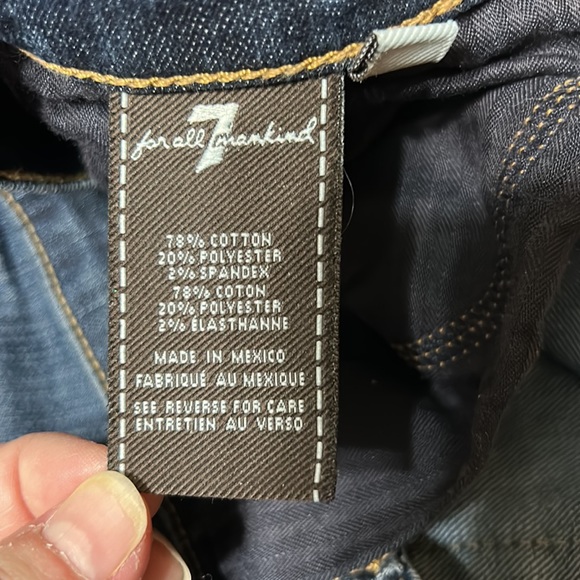 7 for all mankind
78% COTTON
20% POLYESTER
2% SPANDEX
78% COTON
20% POLYESTER
2% ELASTHANNE
MADE IN MEXICO
FABRIQUÉ AU MEXIQUE
SEE REVERSE FOR CARE
ENTRETIEN AU VERSO